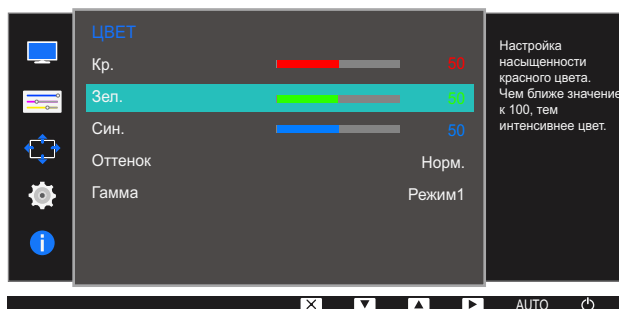 ЦВЕТ
Кр. 50
Зел. 50
Син. 50
Оттенок Норм.
Гамма Режим1
Настройка
насыщенности
красного цвета.
Чем ближе значение
к 100, тем
интенсивнее цвет.
AUTO